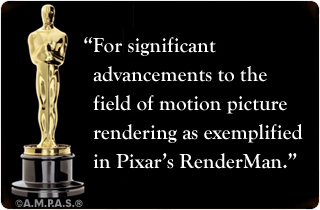 “For significant
advancements to the
field of motion picture
rendering as exemplified
in Pixar’s RenderMan.”
©A.M.P.A.S.®